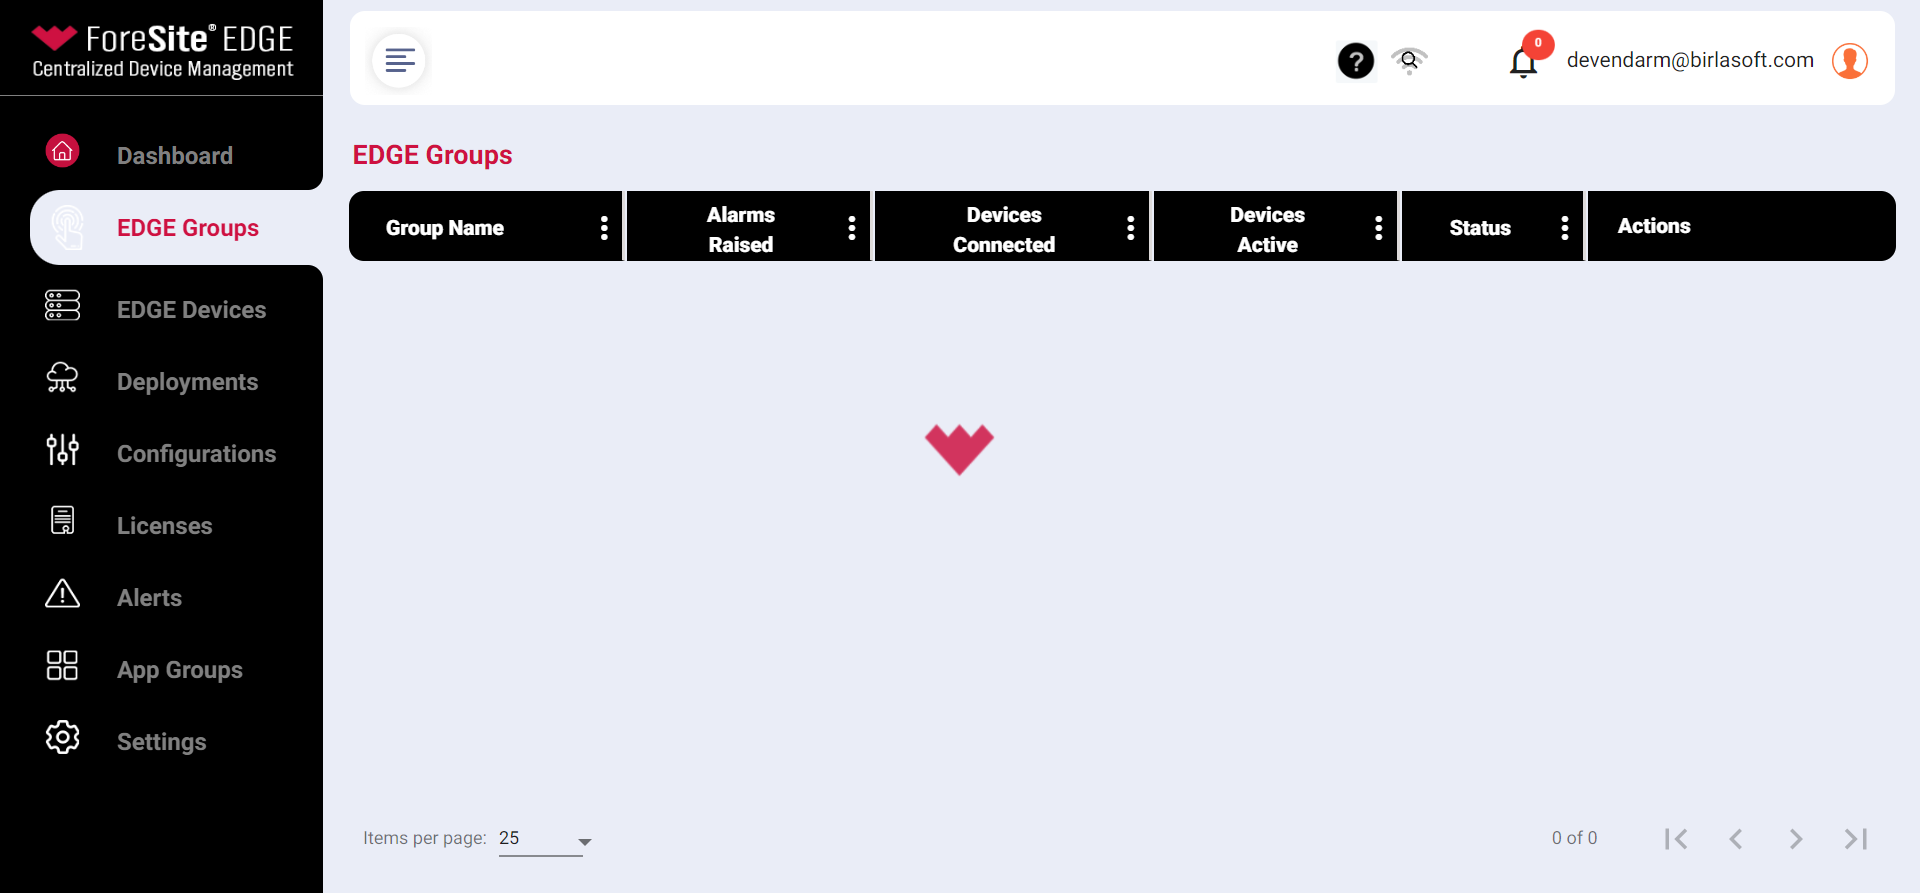 ForeSite® EDGE
Centralized Device Management
?
0
devendarm@birlasoft.com
Dashboard
EDGE Groups
EDGE Devices
Deployments
Configurations
Licenses
Alerts
App Groups
Settings
EDGE Groups
Group Name
Alarms
Raised
Devices
Connected
Devices
Active
Status
Actions
Items per page: 25
0 of 0